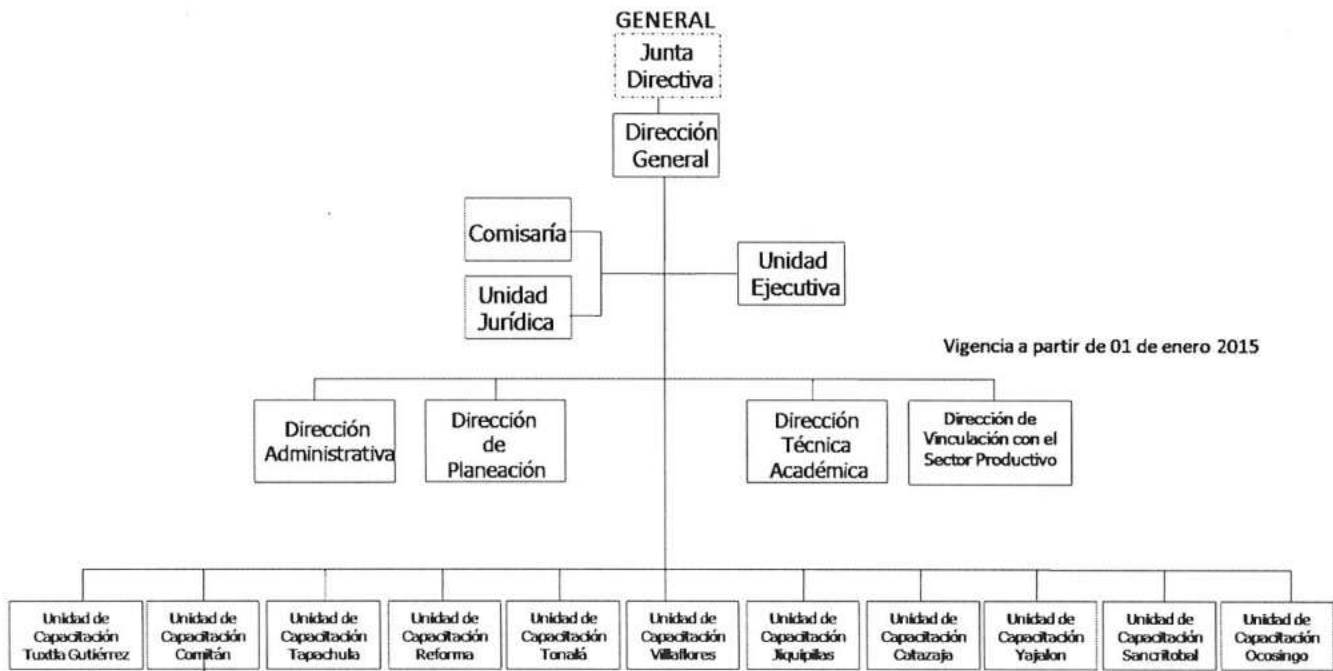 GENERAL
Junta
Directiva
Dirección
General
Comisaría
Unidad
Ejecutiva
Unidad
Jurídica
Vigencia a partir de 01 de enero 2015
Dirección
Administrativa
Dirección
de
Planeación
Dirección
Técnica
Académica
Dirección de
Vinculación con el
Sector Productivo
Unidad de
Capacitación
Tuxtla Gutiérrez
Unidad de
Capacitación
Comitán
Unidad de
Capacitación
Tapachula
Unidad de
Capacitación
Reforma
Unidad de
Capacitación
Tonalá
Unidad de
Capacitación
Villaflores
Unidad de
Capacitación
Jiquipilas
Unidad de
Capacitación
Catazaja
Unidad de
Capacitación
Yajalon
Unidad de
Capacitación
Sancritobal
Unidad de
Capacitación
Ocosingo